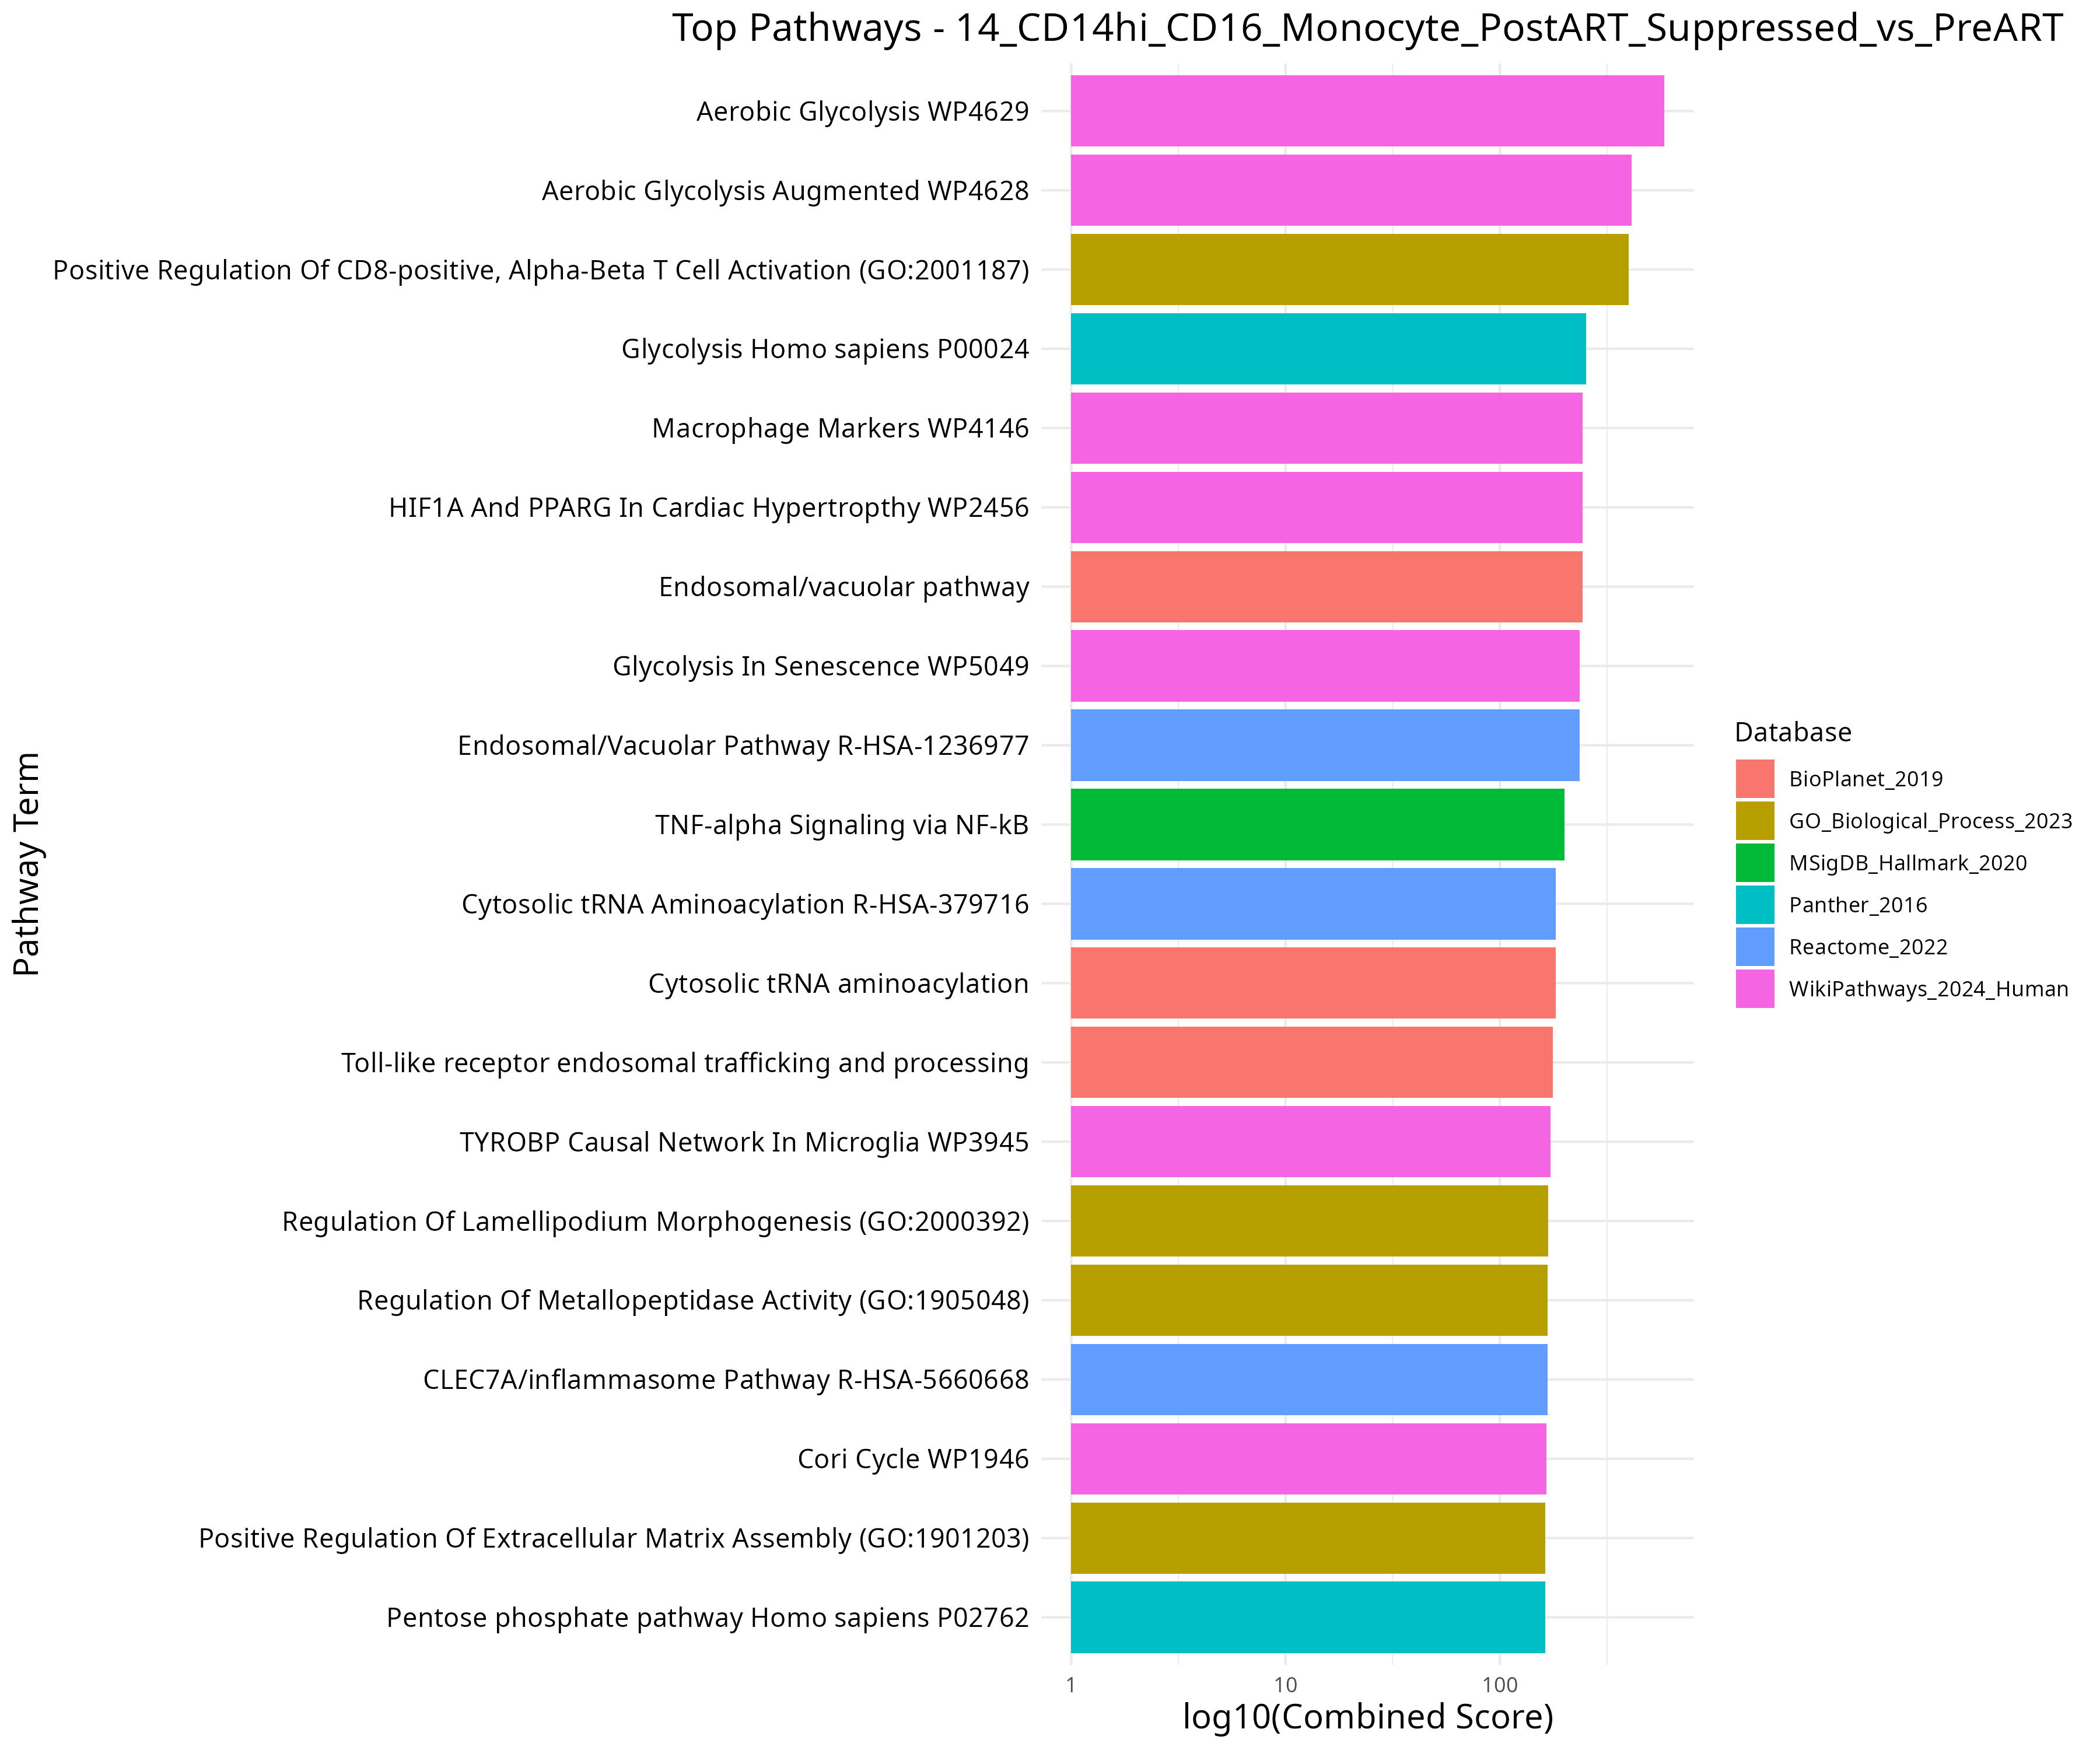 Top Pathways - 14_CD14hi_CD16_Monocyte_PostART_Suppressed_vs_PreART
Pathway Term
Aerobic Glycolysis WP4629
Aerobic Glycolysis Augmented WP4628
Positive Regulation Of CD8-positive, Alpha-Beta T Cell Activation (GO:2001187)
Glycolysis Homo sapiens P00024
Macrophage Markers WP4146
HIF1A And PPARG In Cardiac Hypertropthy WP2456
Endosomal/vacuolar pathway
Glycolysis In Senescence WP5049
Endosomal/Vacuolar Pathway R-HSA-1236977
TNF-alpha Signaling via NF-kB
Cytosolic tRNA Aminoacylation R-HSA-379716
Cytosolic tRNA aminoacylation
Toll-like receptor endosomal trafficking and processing
TYROBP Causal Network In Microglia WP3945
Regulation Of Lamellipodium Morphogenesis (GO:2000392)
Regulation Of Metallopeptidase Activity (GO:1905048)
CLEC7A/inflammasome Pathway R-HSA-5660668
Cori Cycle WP1946
Positive Regulation Of Extracellular Matrix Assembly (GO:1901203)
Pentose phosphate pathway Homo sapiens P02762
1 10 100
log10(Combined Score)
Database
BioPlanet_2019
GO_Biological_Process_2023
MSigDB_Hallmark_2020
Panther_2016
Reactome_2022
WikiPathways_2024_Human